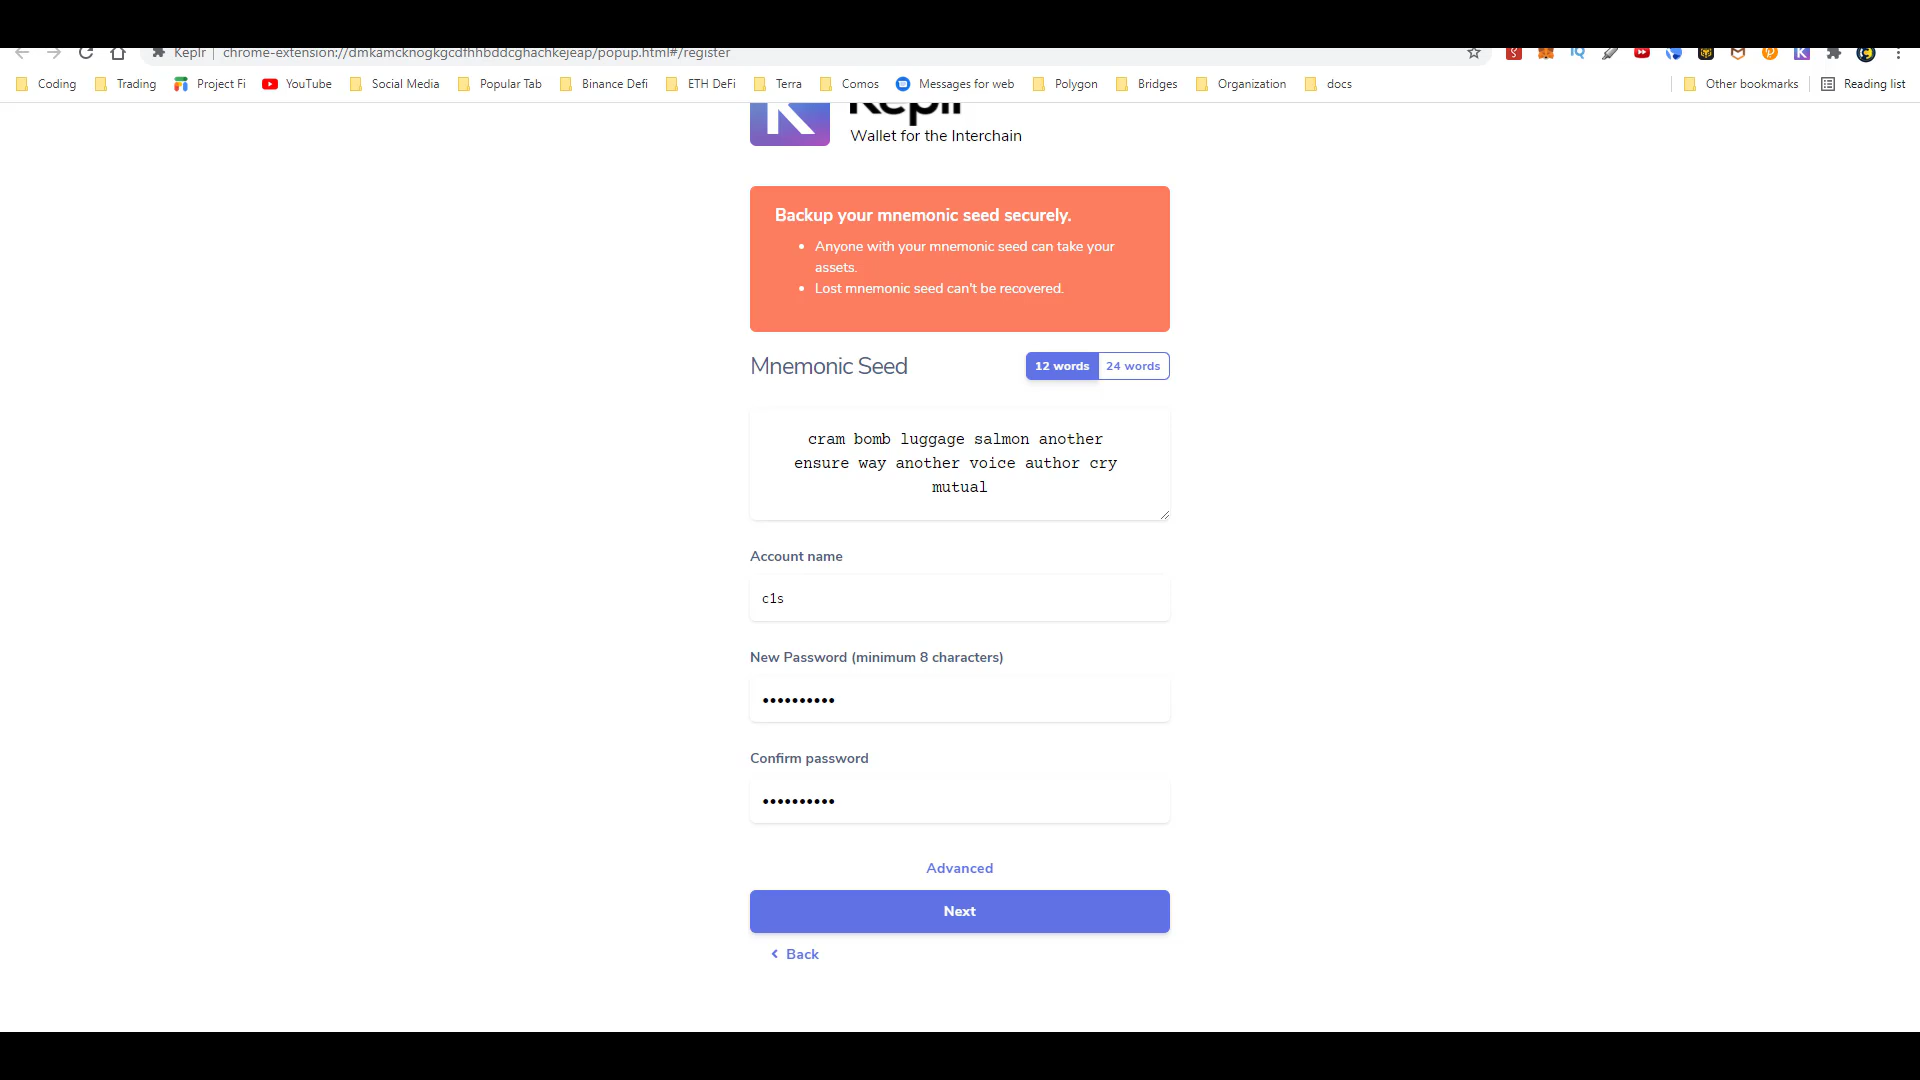 Keplr | chrome-extension://dmkamcknogkgcdfhhbddcghachkejeap/popup.html#/register
Coding Trading Project Fi YouTube Social Media Popular Tab Binance Defi ETH DeFi Terra Comos Messages for web Polygon Bridges Organization docs Other bookmarks Reading list
Keplr
Wallet for the Interchain
Backup your mnemonic seed securely.
• Anyone with your mnemonic seed can take your
assets.
• Lost mnemonic seed can't be recovered.
Mnemonic Seed 12 words 24 words
cram bomb luggage salmon another
ensure way another voice author cry
mutual
Account name
c1s
New Password (minimum 8 characters)
••••••••••
Confirm password
••••••••••
Advanced
Next
Back